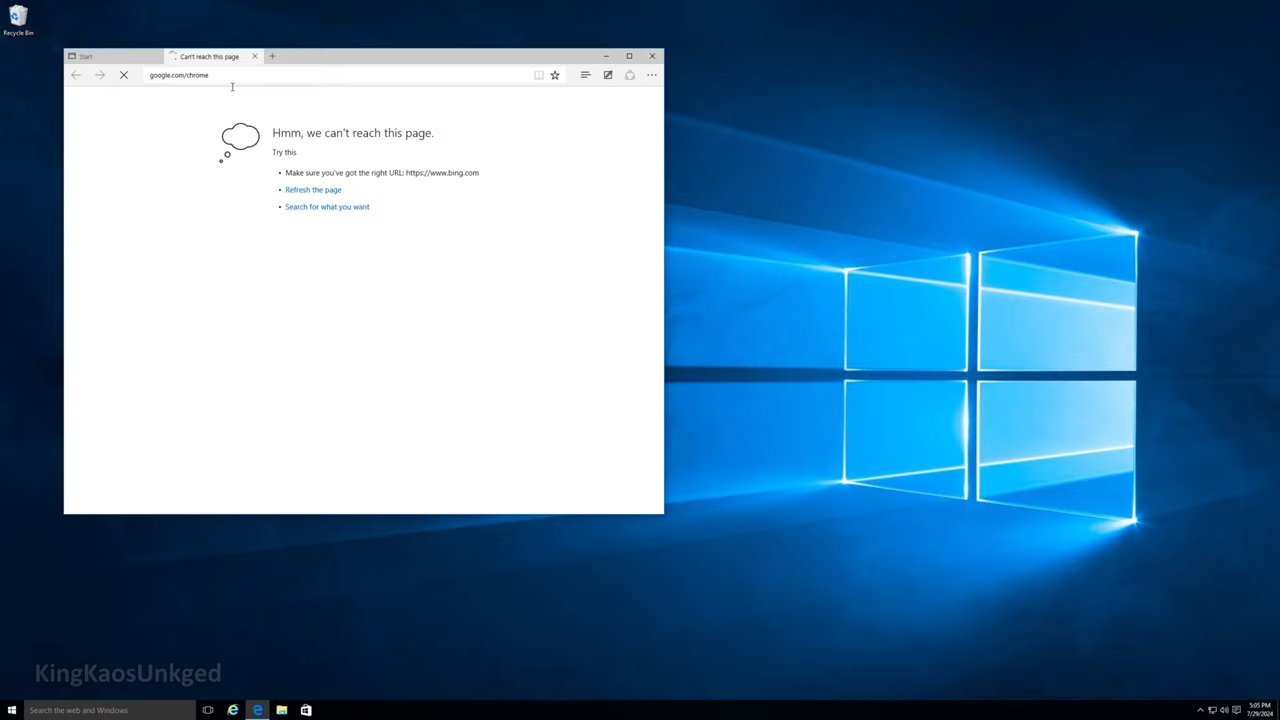 Recycle Bin
Start
Can't reach this page
google.com/chrome
Hmm, we can't reach this page.
Try this
Make sure you've got the right URL: https://www.bing.com
Refresh the page
Search for what you want
KingKaosUnkged
Search the web and Windows
5:05 PM
7/29/2024